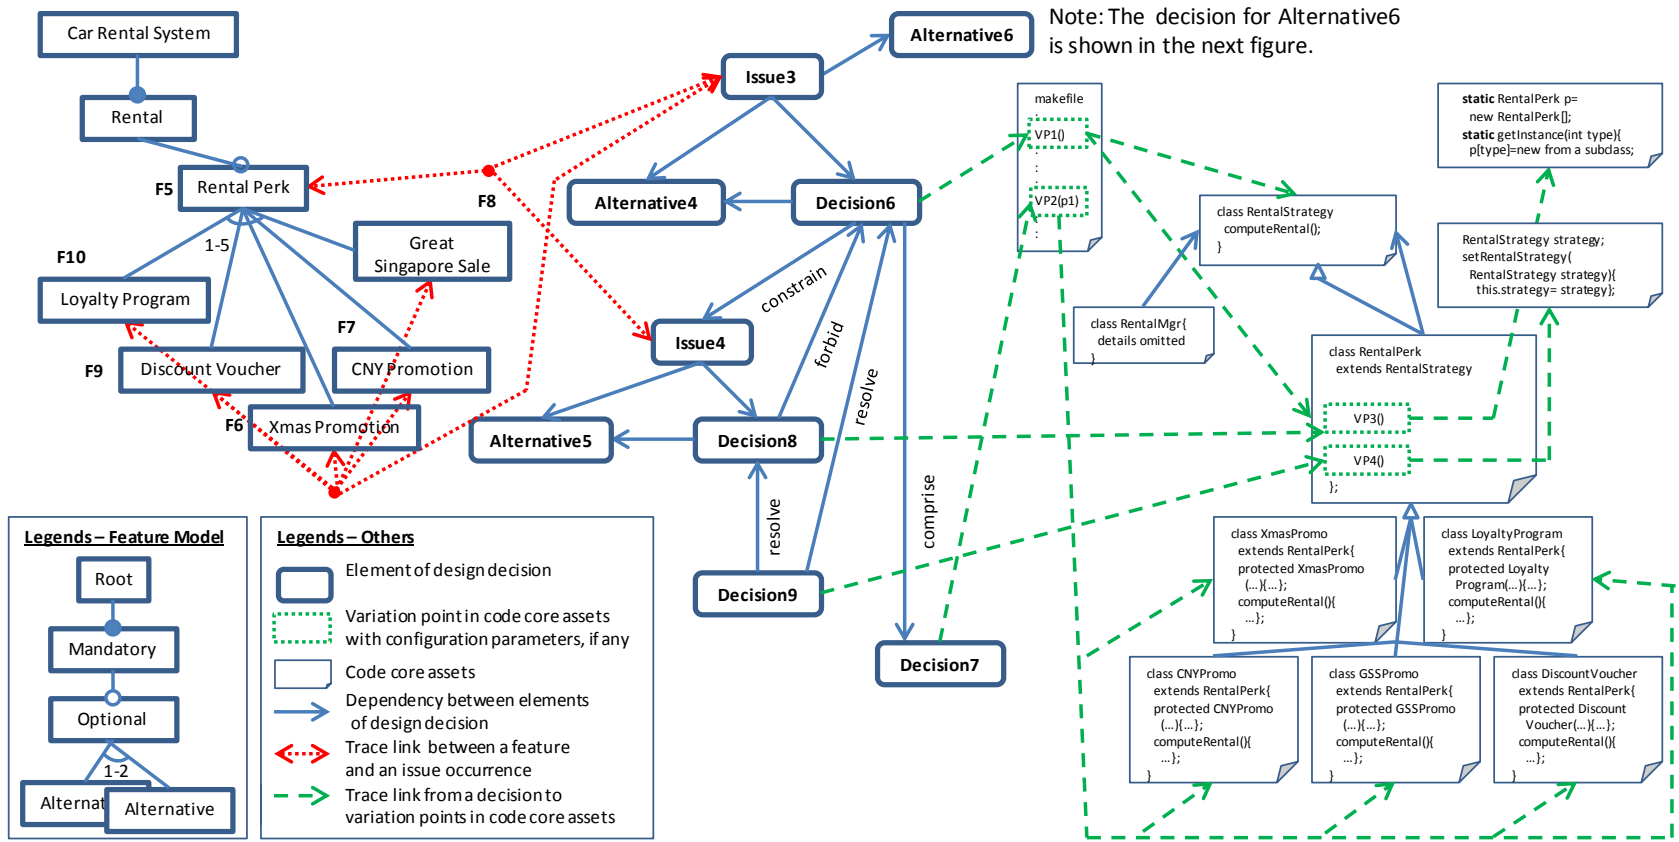 Car Rental System
Rental
F5
Rental Perk
1-5
F10
Loyalty Program
Great
Singapore Sale
F7
F9
Discount Voucher
CNY Promotion
F6
Xmas Promotion
F8
Alternative6
Note: The decision for Alternative6
is shown in the next figure.
Issue3
Alternative4
Decision6
constrain
Issue4
forbid
resolve
Alternative5
Decision8
resolve
comprise
Decision9
Decision7
makefile
VP1()
.
.
.
VP2(p1)
.
.
class RentalStrategy
computeRental();
}
class RentalMgr{
details omitted
}
static RentalPerk p=
new RentalPerk[];
static getInstance(int type){
p[type]=new from a subclass;
RentalStrategy strategy;
setRentalStrategy(
RentalStrategy strategy){
this.strategy= strategy};
class RentalPerk
extends RentalStrategy
VP3()
VP4()
};
class XmasPromo
extends RentalPerk{
protected XmasPromo
(...){...};
computeRental(){
...};
}
class LoyaltyProgram
extends RentalPerk{
protected Loyalty
Program(...){...};
computeRental(){
...};
}
class CNYPromo
extends RentalPerk{
protected CNYPromo
(...){...};
computeRental(){
...};
}
class GSSPromo
extends RentalPerk{
protected GSSPromo
(...){...};
computeRental(){
...};
}
class DiscountVoucher
extends RentalPerk{
protected Discount
Voucher(...){...};
computeRental(){
...};
}
Legends – Feature Model
Root
Mandatory
Optional
1-2
Alternat
Alternative
Legends – Others
Element of design decision
Variation point in code core assets
with configuration parameters, if any
Code core assets
Dependency between elements
of design decision
Trace link between a feature
and an issue occurrence
Trace link from a decision to
variation points in code core assets